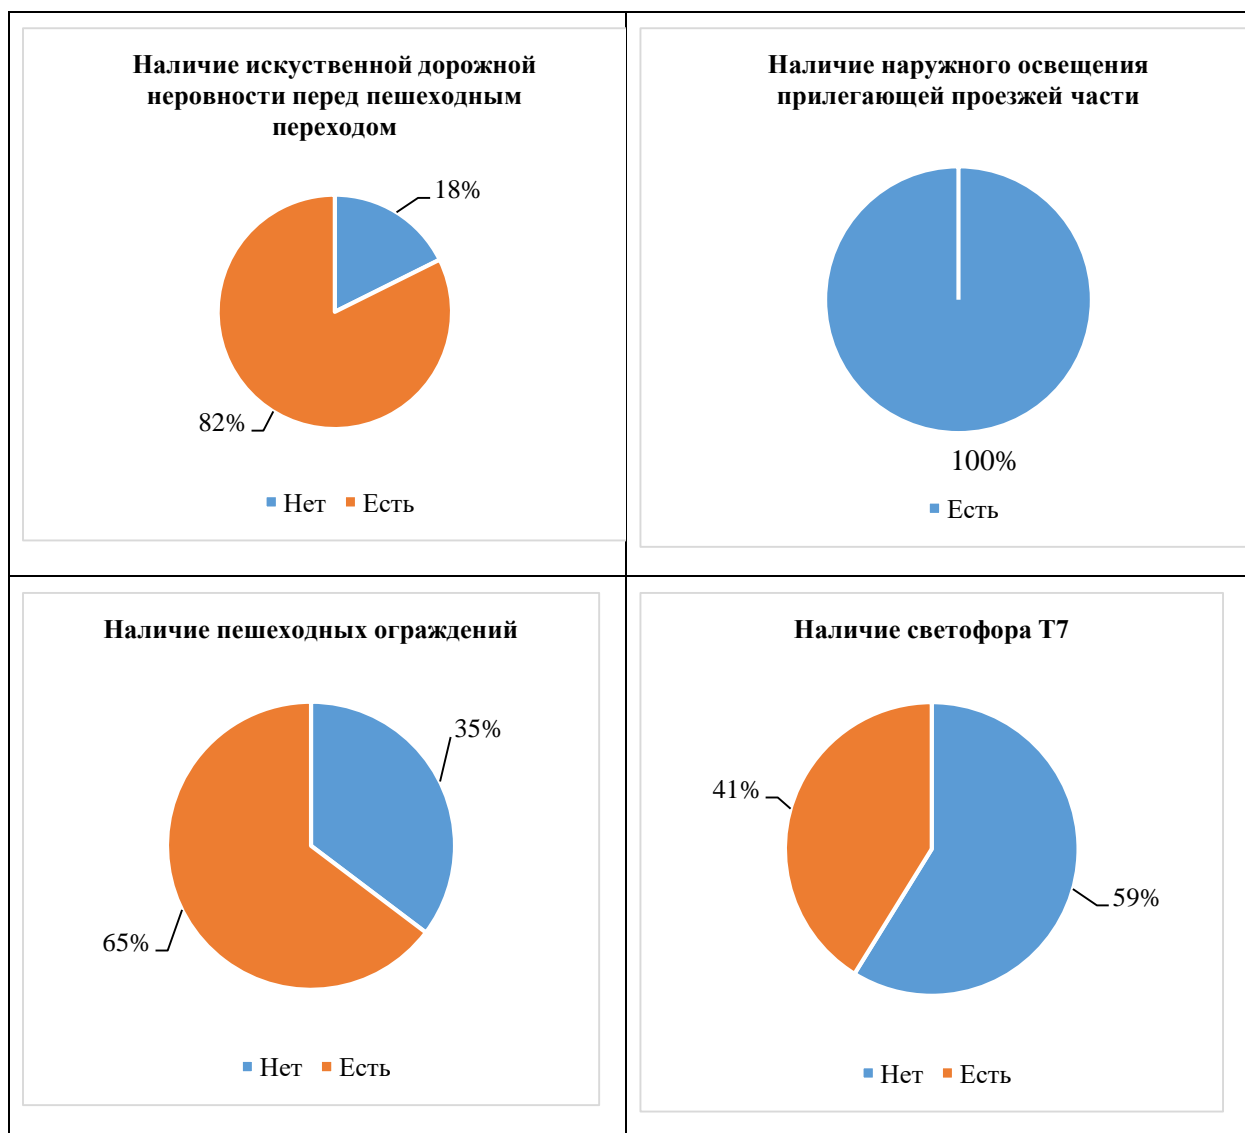 Наличие искуственной дорожной
неровности перед пешеходным
переходом
18%
82%
Нет Есть
Наличие наружного освещения
прилегающей проезжей части
100%
Есть
Наличие пешеходных ограждений
35%
65%
Нет Есть
Наличие светофора Т7
41%
59%
Нет Есть